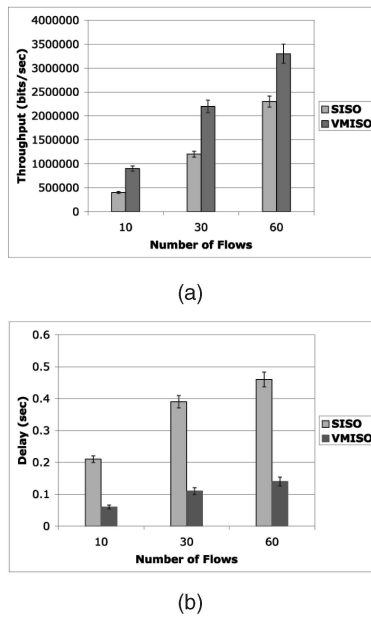 4000000
3500000
3000000
2500000
2000000
1500000
1000000
500000
0
Throughput (bits/sec)
10 30 60
Number of Flows
SISO
VMISO
(a)
0.6
0.5
0.4
0.3
0.2
0.1
0
Delay (sec)
10 30 60
Number of Flows
SISO
VMISO
(b)